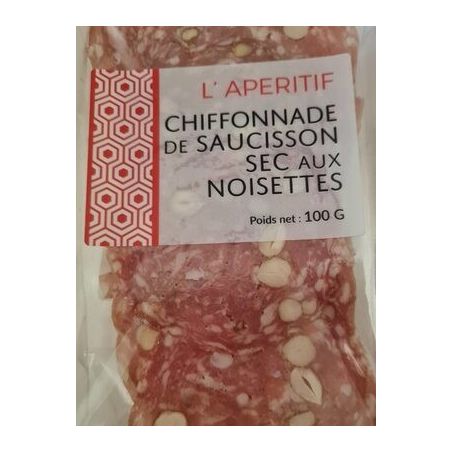 L' APERITIF
CHIFFONNADE
DE SAUCISSON
SEC AUX
NOISETTES
Poids net : 100 G